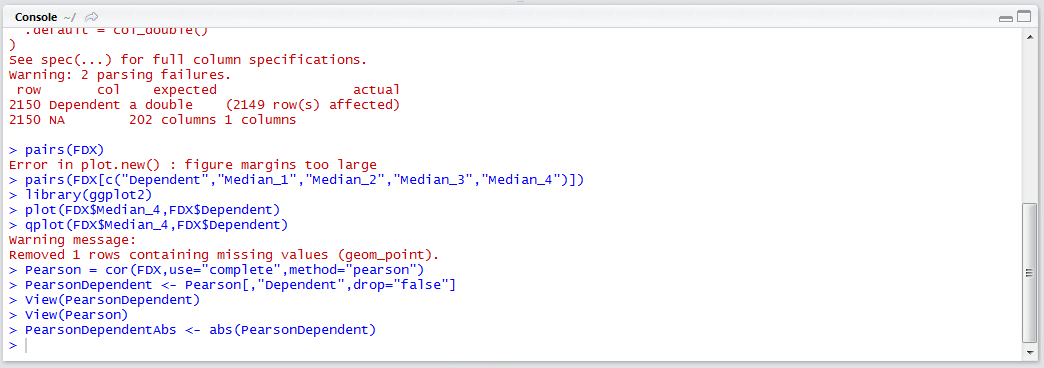 Console ~/
.default = col_double()
)
See spec(...) for full column specifications.
Warning: 2 parsing failures.
row col expected actual
2150 Dependent a double (2149 row(s) affected)
2150 NA 202 columns 1 columns
> pairs(FDX)
Error in plot.new() : figure margins too large
> pairs(FDX[c("Dependent","Median_1","Median_2","Median_3","Median_4")])
> library(ggplot2)
> plot(FDX$Median_4,FDX$Dependent)
> qplot(FDX$Median_4,FDX$Dependent)
Warning message:
Removed 1 rows containing missing values (geom_point).
> Pearson = cor(FDX,use="complete",method="pearson")
> PearsonDependent <- Pearson[,"Dependent",drop="false"]
> View(PearsonDependent)
> View(Pearson)
> PearsonDependentAbs <- abs(PearsonDependent)
>